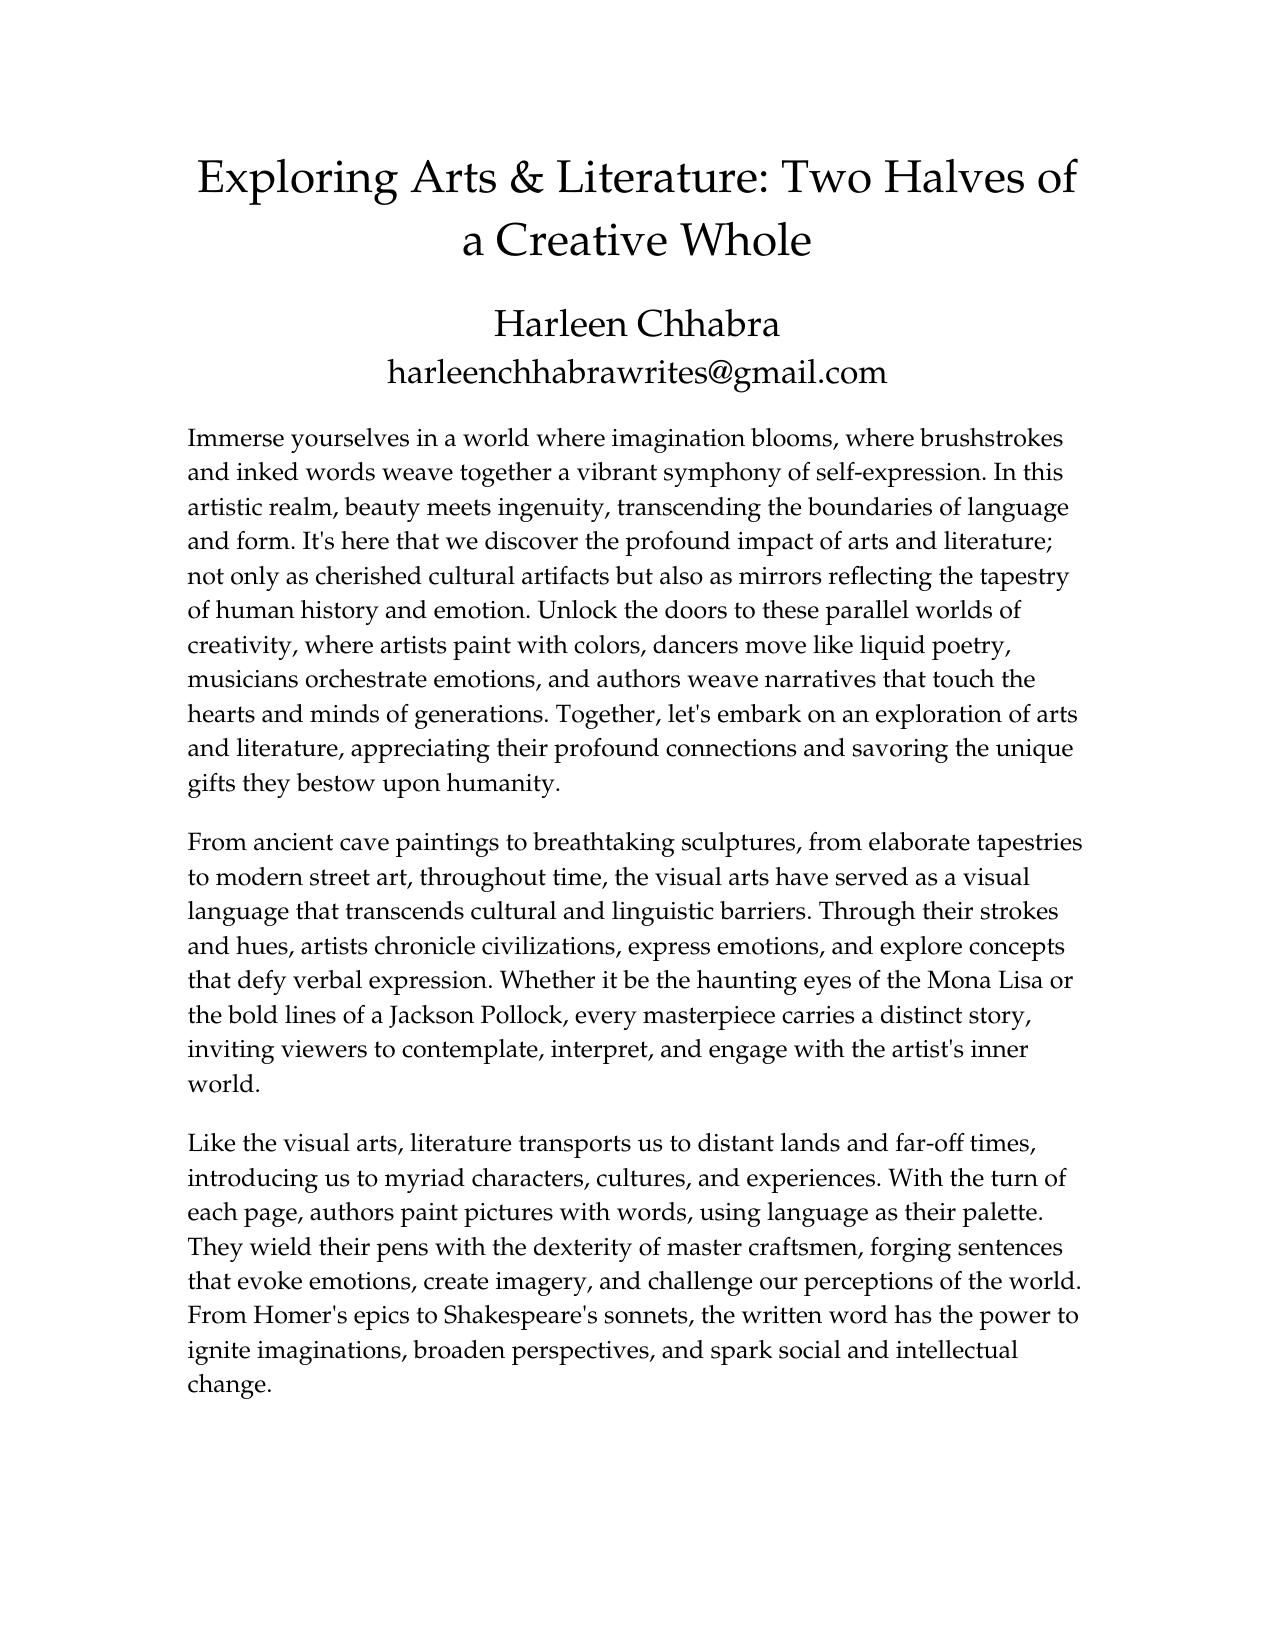 Exploring Arts & Literature: Two Halves of
a Creative Whole
Harleen Chhabra
harleenchhabrawrites@gmail.com
Immerse yourselves in a world where imagination blooms, where brushstrokes
and inked words weave together a vibrant symphony of self-expression. In this
artistic realm, beauty meets ingenuity, transcending the boundaries of language
and form. It's here that we discover the profound impact of arts and literature;
not only as cherished cultural artifacts but also as mirrors reflecting the tapestry
of human history and emotion. Unlock the doors to these parallel worlds of
creativity, where artists paint with colors, dancers move like liquid poetry,
musicians orchestrate emotions, and authors weave narratives that touch the
hearts and minds of generations. Together, let's embark on an exploration of arts
and literature, appreciating their profound connections and savoring the unique
gifts they bestow upon humanity.
From ancient cave paintings to breathtaking sculptures, from elaborate tapestries
to modern street art, throughout time, the visual arts have served as a visual
language that transcends cultural and linguistic barriers. Through their strokes
and hues, artists chronicle civilizations, express emotions, and explore concepts
that defy verbal expression. Whether it be the haunting eyes of the Mona Lisa or
the bold lines of a Jackson Pollock, every masterpiece carries a distinct story,
inviting viewers to contemplate, interpret, and engage with the artist's inner
world.
Like the visual arts, literature transports us to distant lands and far-off times,
introducing us to myriad characters, cultures, and experiences. With the turn of
each page, authors paint pictures with words, using language as their palette.
They wield their pens with the dexterity of master craftsmen, forging sentences
that evoke emotions, create imagery, and challenge our perceptions of the world.
From Homer's epics to Shakespeare's sonnets, the written word has the power to
ignite imaginations, broaden perspectives, and spark social and intellectual
change.